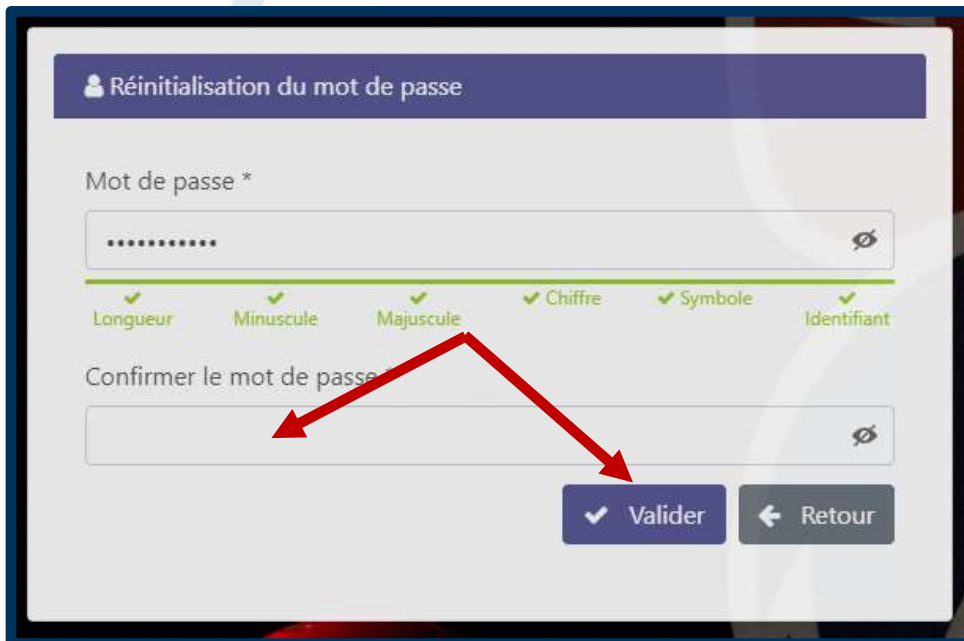 Réinitialisation du mot de passe
Mot de passe *
•••••••••••
Longueur Minuscule Majuscule Chiffre Symbole Identifiant
Confirmer le mot de passe
Valider Retour